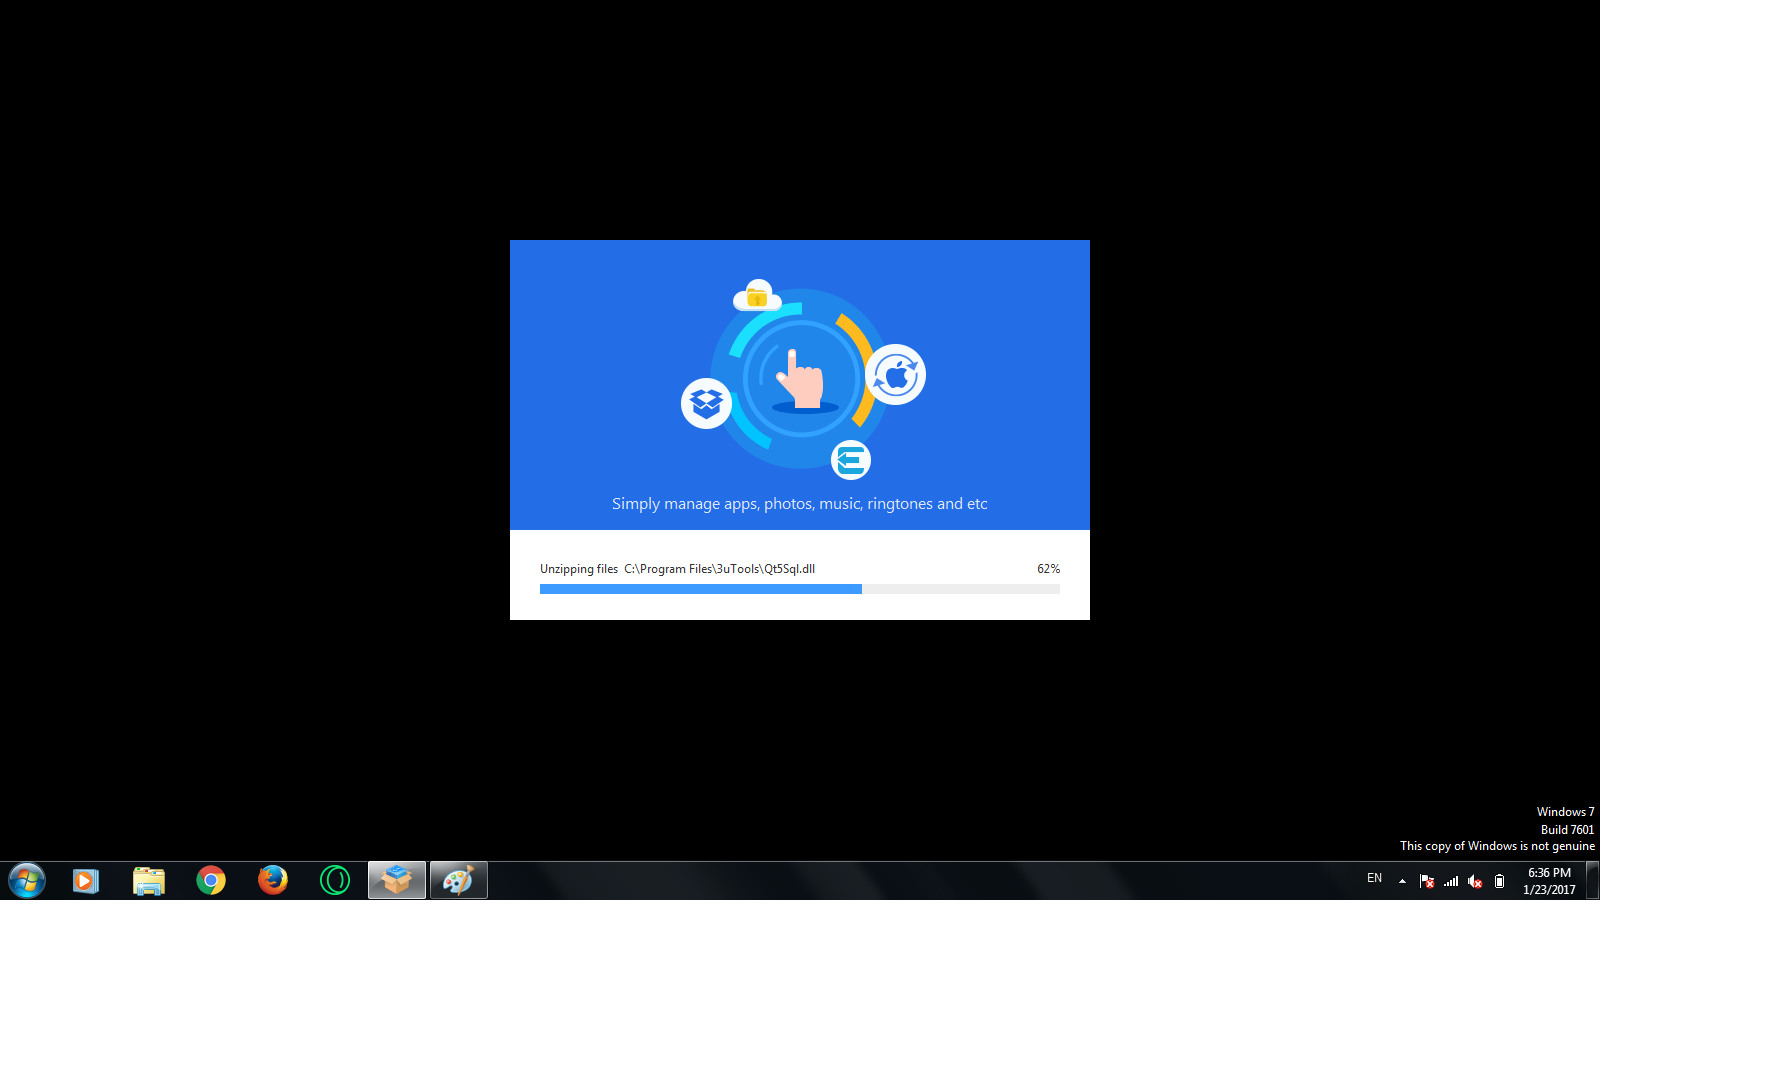 Simply manage apps, photos, music, ringtones and etc
Unzipping files  C:\Program Files\3uTools\Qt5Sql.dll
62%
Windows 7
Build 7601
This copy of Windows is not genuine
EN
6:36 PM
1/23/2017